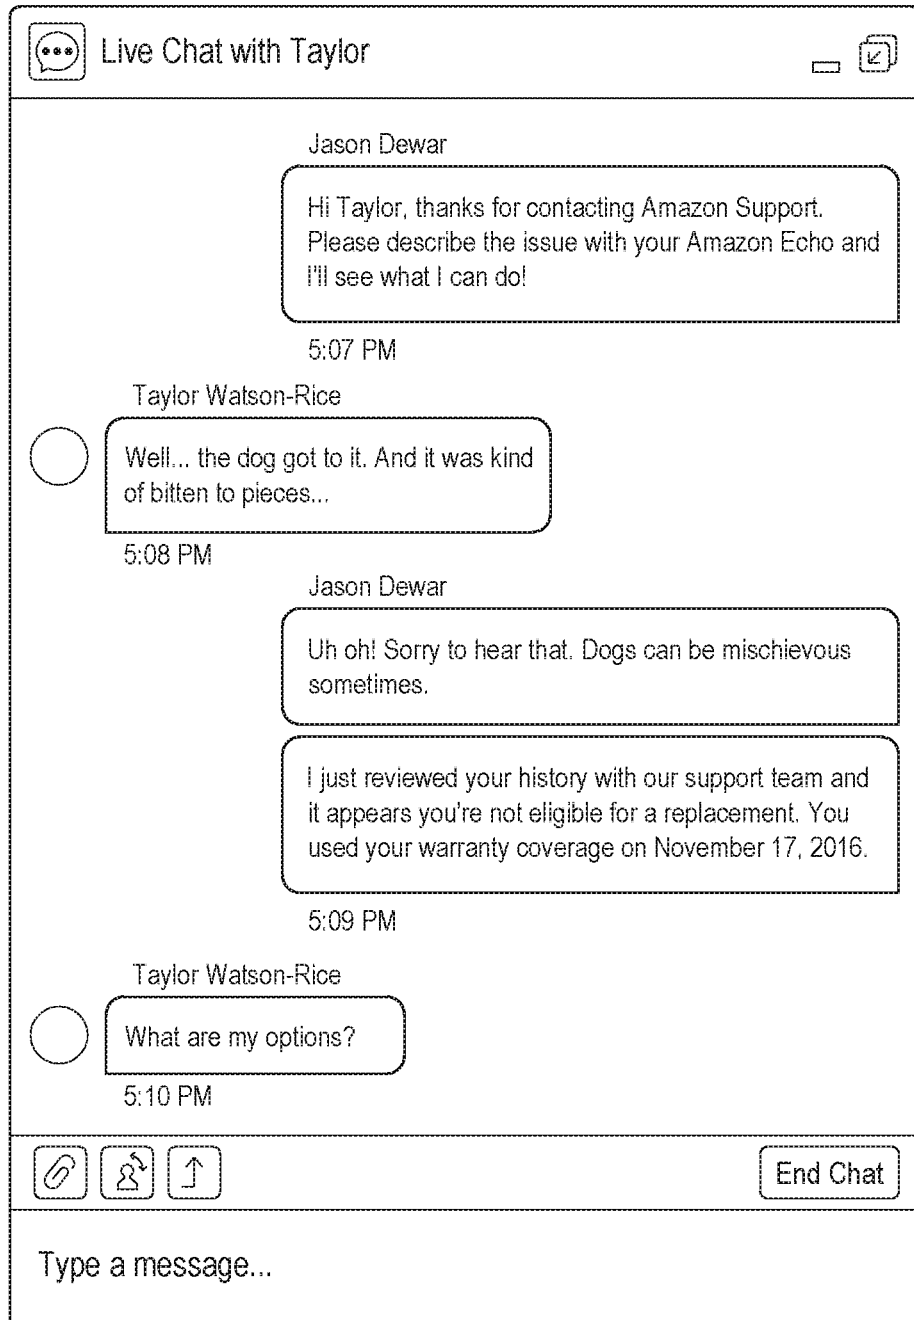 Live Chat with Taylor
Jason Dewar
Hi Taylor, thanks for contacting Amazon Support.
Please describe the issue with your Amazon Echo and
I'll see what I can do!
5:07 PM
Taylor Watson-Rice
Well... the dog got to it. And it was kind
of bitten to pieces...
5:08 PM
Jason Dewar
Uh oh! Sorry to hear that. Dogs can be mischievous
sometimes.
I just reviewed your history with our support team and
it appears you're not eligible for a replacement. You
used your warranty coverage on November 17, 2016.
5:09 PM
Taylor Watson-Rice
What are my options?
5:10 PM
End Chat
Type a message...